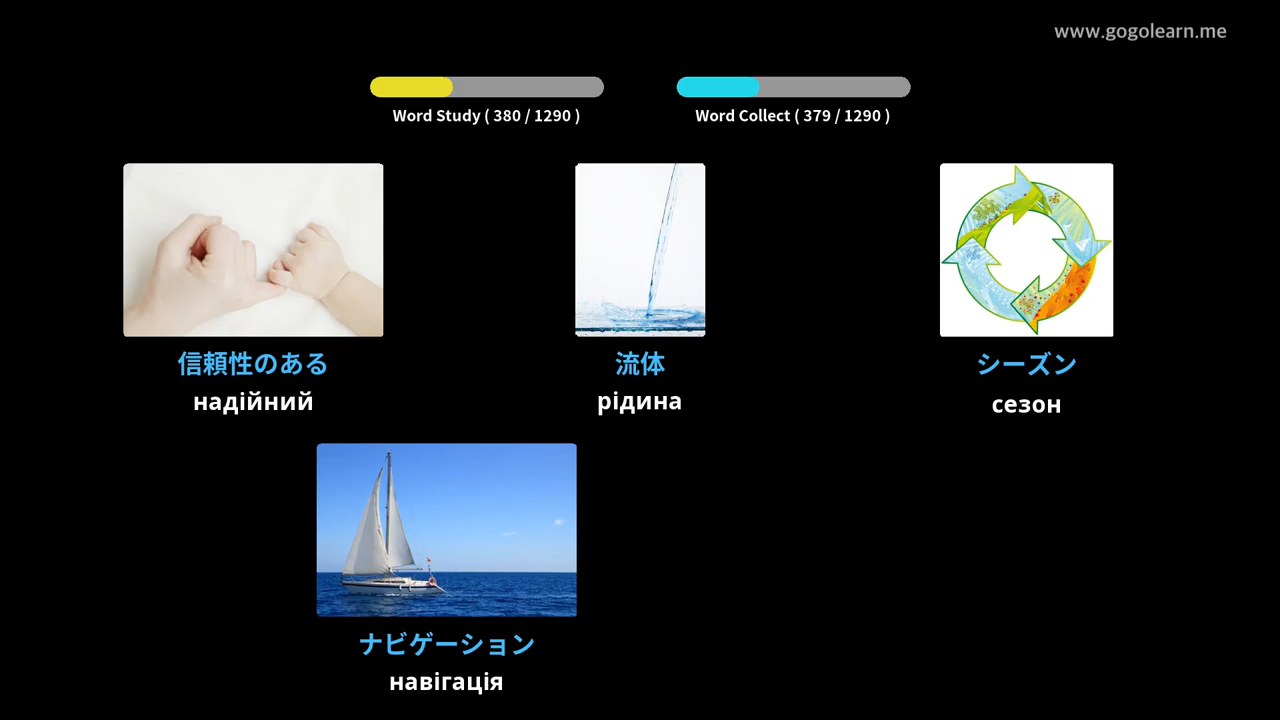 www.gogolearn.me
Word Study ( 380 / 1290 )
Word Collect ( 379 / 1290 )
信頼性のある
надійний
流体
рідина
シーズン
сезон
ナビゲーション
навігація